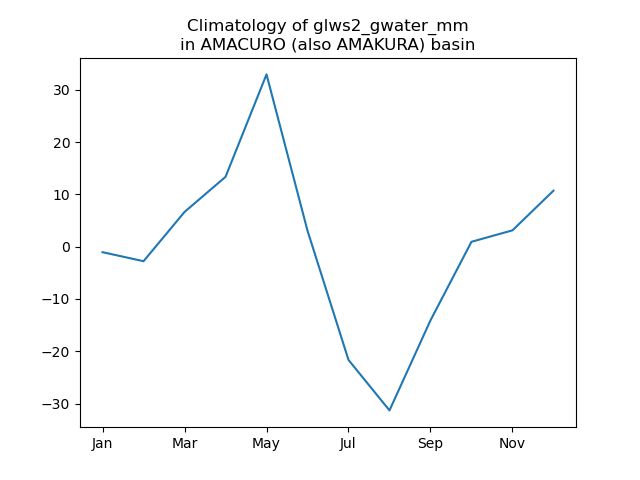 Climatology of glws2_gwater_mm
in AMACURO (also AMAKURA) basin
30
20
10
0
−10
−20
−30
Jan
Mar
May
Jul
Sep
Nov